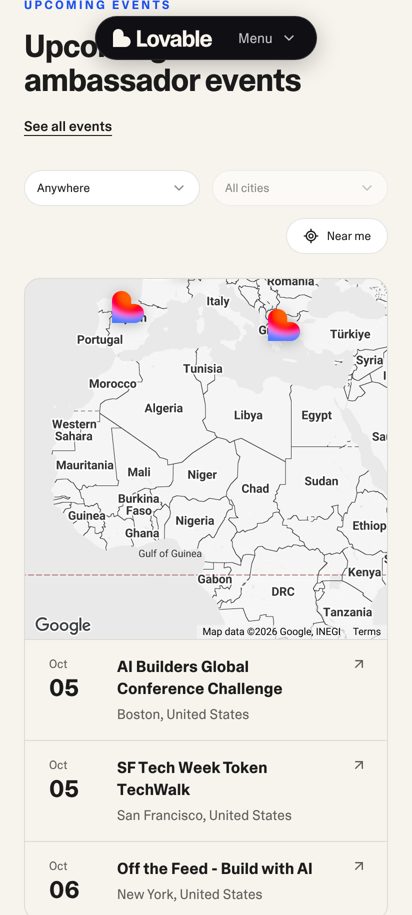 UPCOMING EVENTS
Lovable
Menu
ambassador events
See all events
Anywhere
All cities
Near me
Romania
Italy
Portugal
Türkiye
Tunisia
Syria
Morocco
Algeria
Libya
Egypt
Western
Sahara
Mauritania
Mali
Niger
Chad
Sudan
Burkina
Faso
Guinea
Nigeria
Ghana
Ethiop
Gulf of Guinea
Gabon
Kenya
DRC
Tanzania
Google
Map data ©2026 Google, INEGI
Terms
Oct
05
AI Builders Global
Conference Challenge
Boston, United States
Oct
05
SF Tech Week Token
TechWalk
San Francisco, United States
Oct
06
Off the Feed - Build with AI
New York, United States